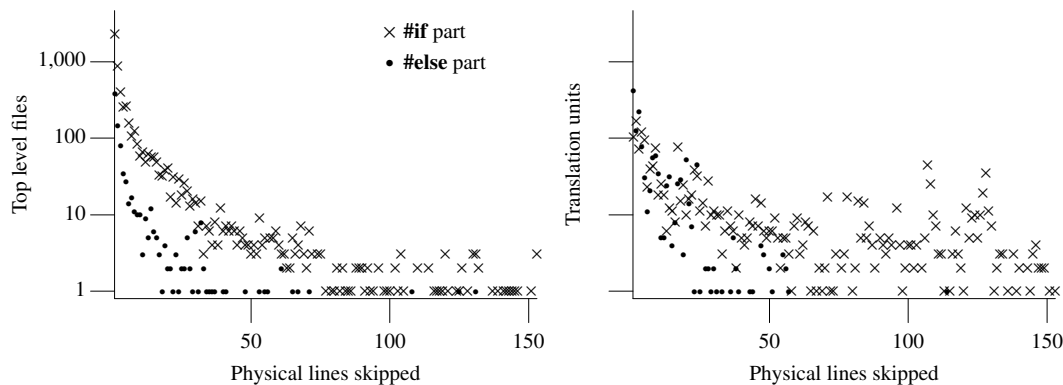 × #if part
• #else part
1,000
100
10
1
Top level files
50
100
150
Physical lines skipped
Translation units
50
100
150
Physical lines skipped